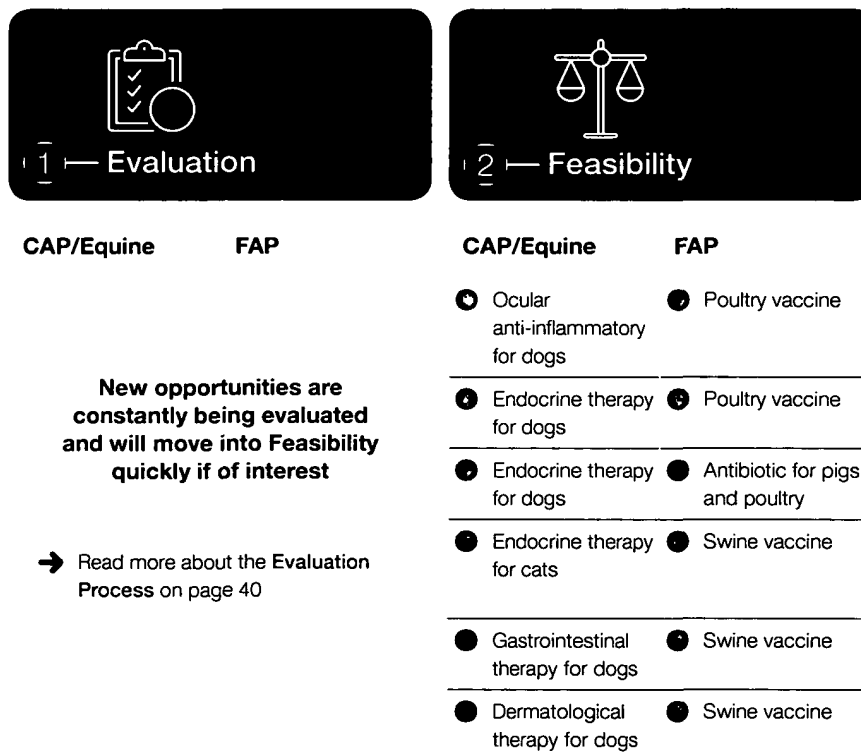 1 — Evaluation
CAP/Equine FAP
New opportunities are
constantly being evaluated
and will move into Feasibility
quickly if of interest
→ Read more about the Evaluation
Process on page 40
2 — Feasibility
CAP/Equine FAP
Ocular
anti-inflammatory
for dogs
Poultry vaccine
Endocrine therapy
for dogs
Poultry vaccine
Endocrine therapy
for dogs
Antibiotic for pigs
and poultry
Endocrine therapy
for cats
Swine vaccine
Gastrointestinal
therapy for dogs
Swine vaccine
Dermatological
therapy for dogs
Swine vaccine